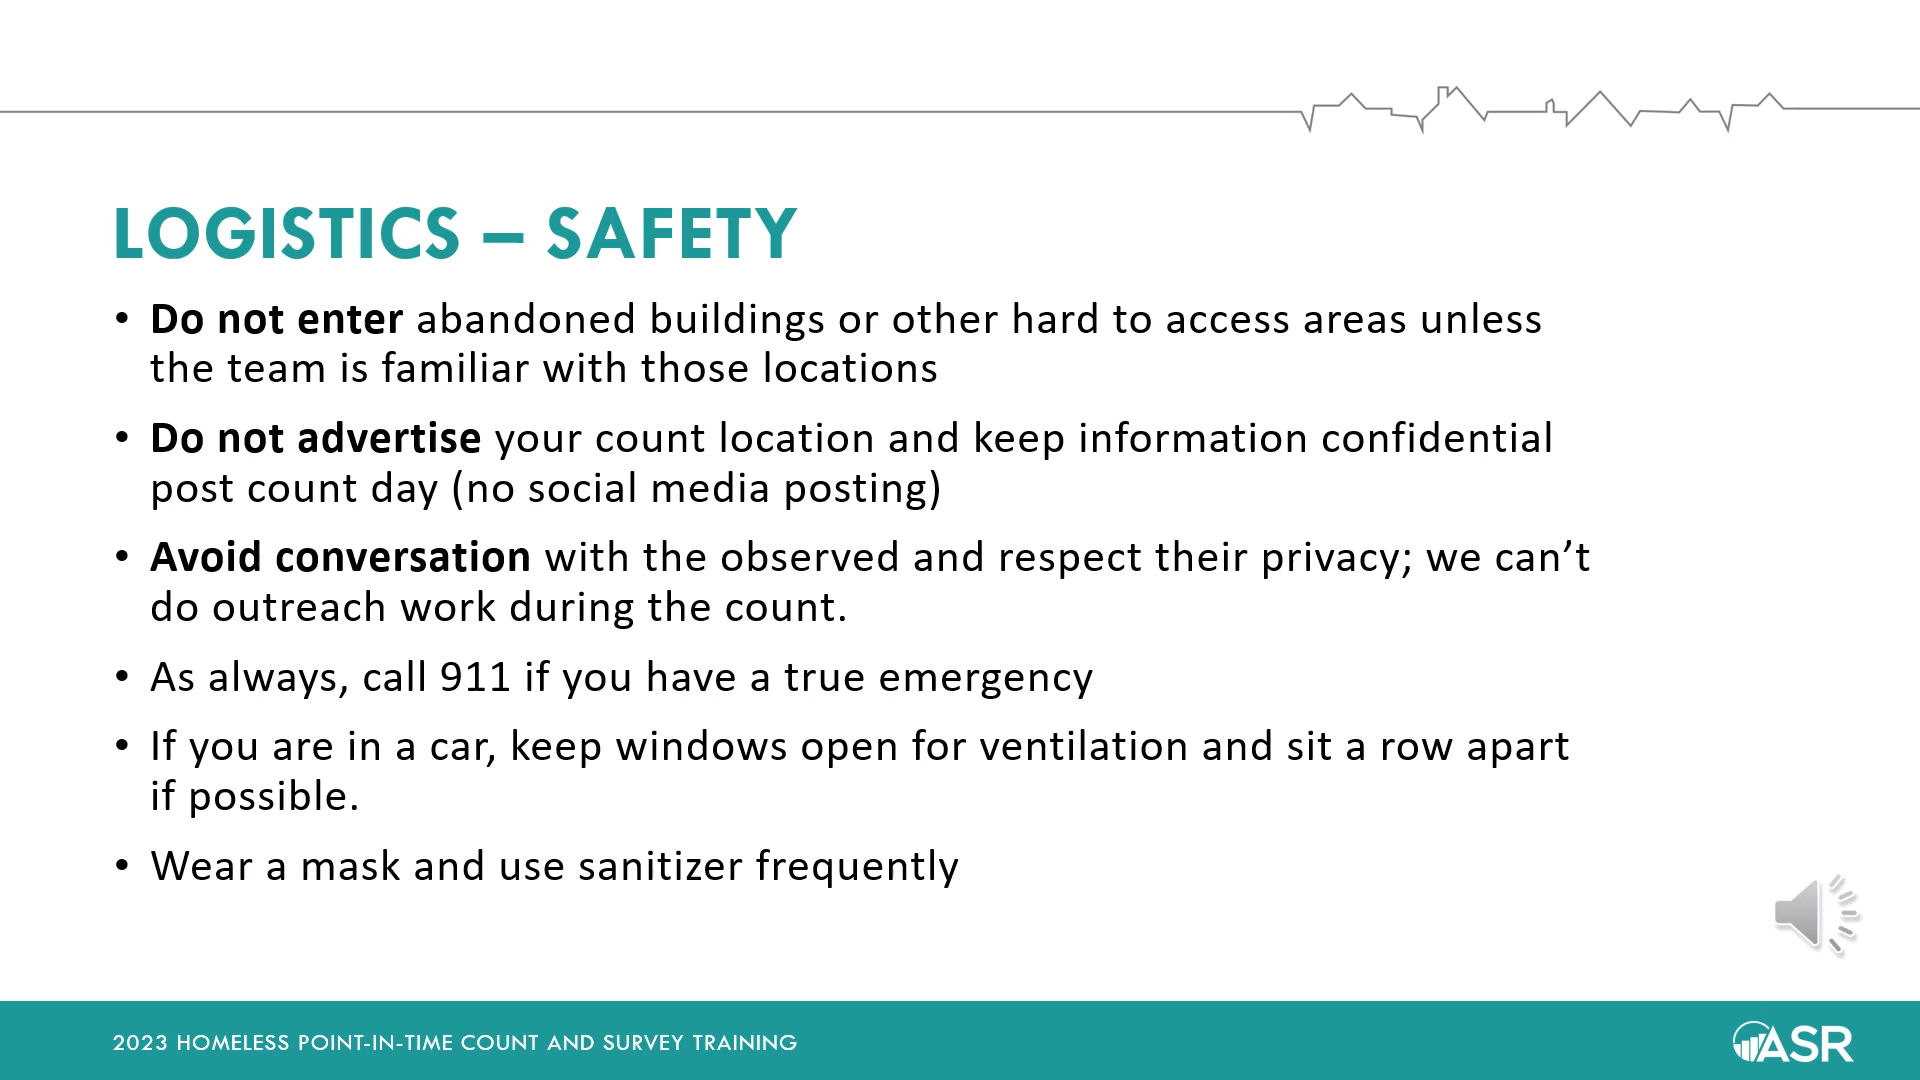 LOGISTICS – SAFETY
• Do not enter abandoned buildings or other hard to access areas unless
the team is familiar with those locations
• Do not advertise your count location and keep information confidential
post count day (no social media posting)
• Avoid conversation with the observed and respect their privacy; we can’t
do outreach work during the count.
• As always, call 911 if you have a true emergency
• If you are in a car, keep windows open for ventilation and sit a row apart
if possible.
• Wear a mask and use sanitizer frequently
2023 HOMELESS POINT-IN-TIME COUNT AND SURVEY TRAINING
ASR